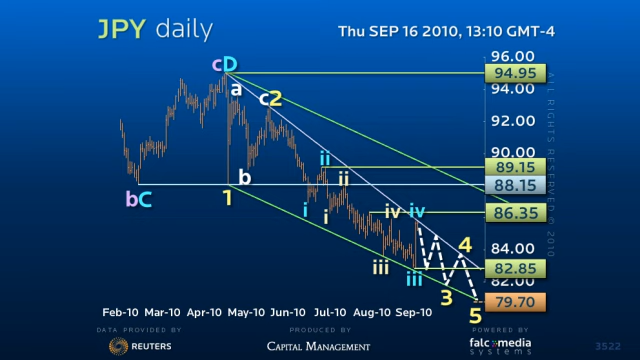 JPY daily
Thu SEP 16 2010, 13:10 GMT-4
96.00
cD
94.95
a
94.00
c2
92.00
90.00
ii
89.15
ii
b
88.15
bC
1
i
i
iv iv
86.35
4
84.00
iii
82.85
iii
82.00
3
79.70
5
Feb-10 Mar-10 Apr-10 May-10 Jun-10 Jul-10 Aug-10 Sep-10
ALL RIGHTS RESERVED © 2010
DATA PROVIDED BY
PRODUCED BY
POWERED BY
REUTERS
CAPITAL MANAGEMENT
falc media
systems
3522